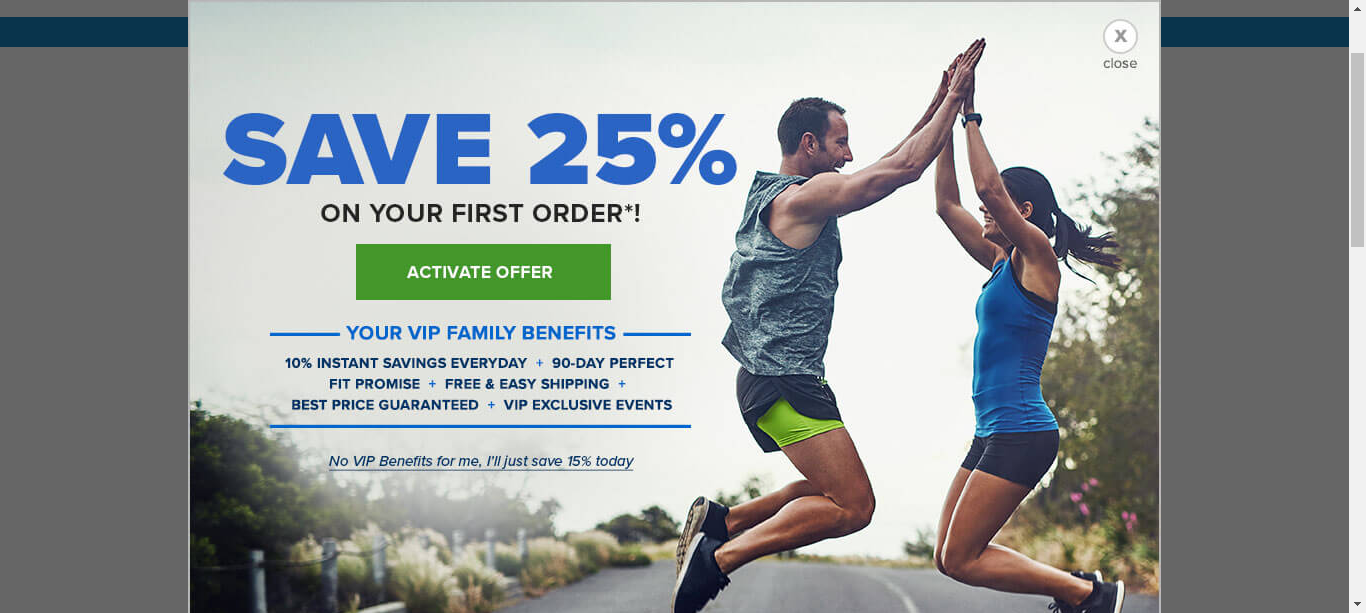 X
close
SAVE 25%
ON YOUR FIRST ORDER*!
ACTIVATE OFFER
YOUR VIP FAMILY BENEFITS
10% INSTANT SAVINGS EVERYDAY + 90-DAY PERFECT
FIT PROMISE + FREE & EASY SHIPPING +
BEST PRICE GUARANTEED + VIP EXCLUSIVE EVENTS
No VIP Benefits for me, I'll just save 15% today